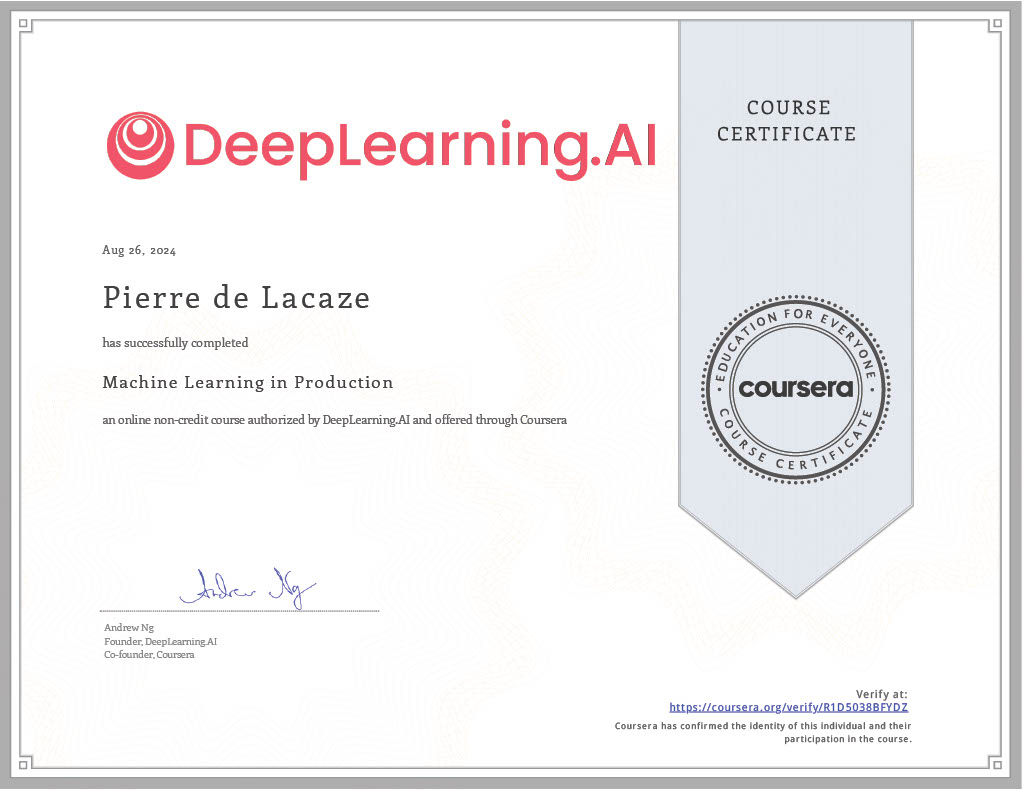 DeepLearning.AI
COURSE
CERTIFICATE
Aug 26, 2024
Pierre de Lacaze
has successfully completed
Machine Learning in Production
an online non-credit course authorized by DeepLearning.AI and offered through Coursera
EDUCATION FOR EVERYONE
coursera
COURSE CERTIFICATE
Andrew Ng
Andrew Ng
Founder, DeepLearning.AI
Co-founder, Coursera
Verify at:
https://coursera.org/verify/R1D5038BFYDZ
Coursera has confirmed the identity of this individual and their
participation in the course.